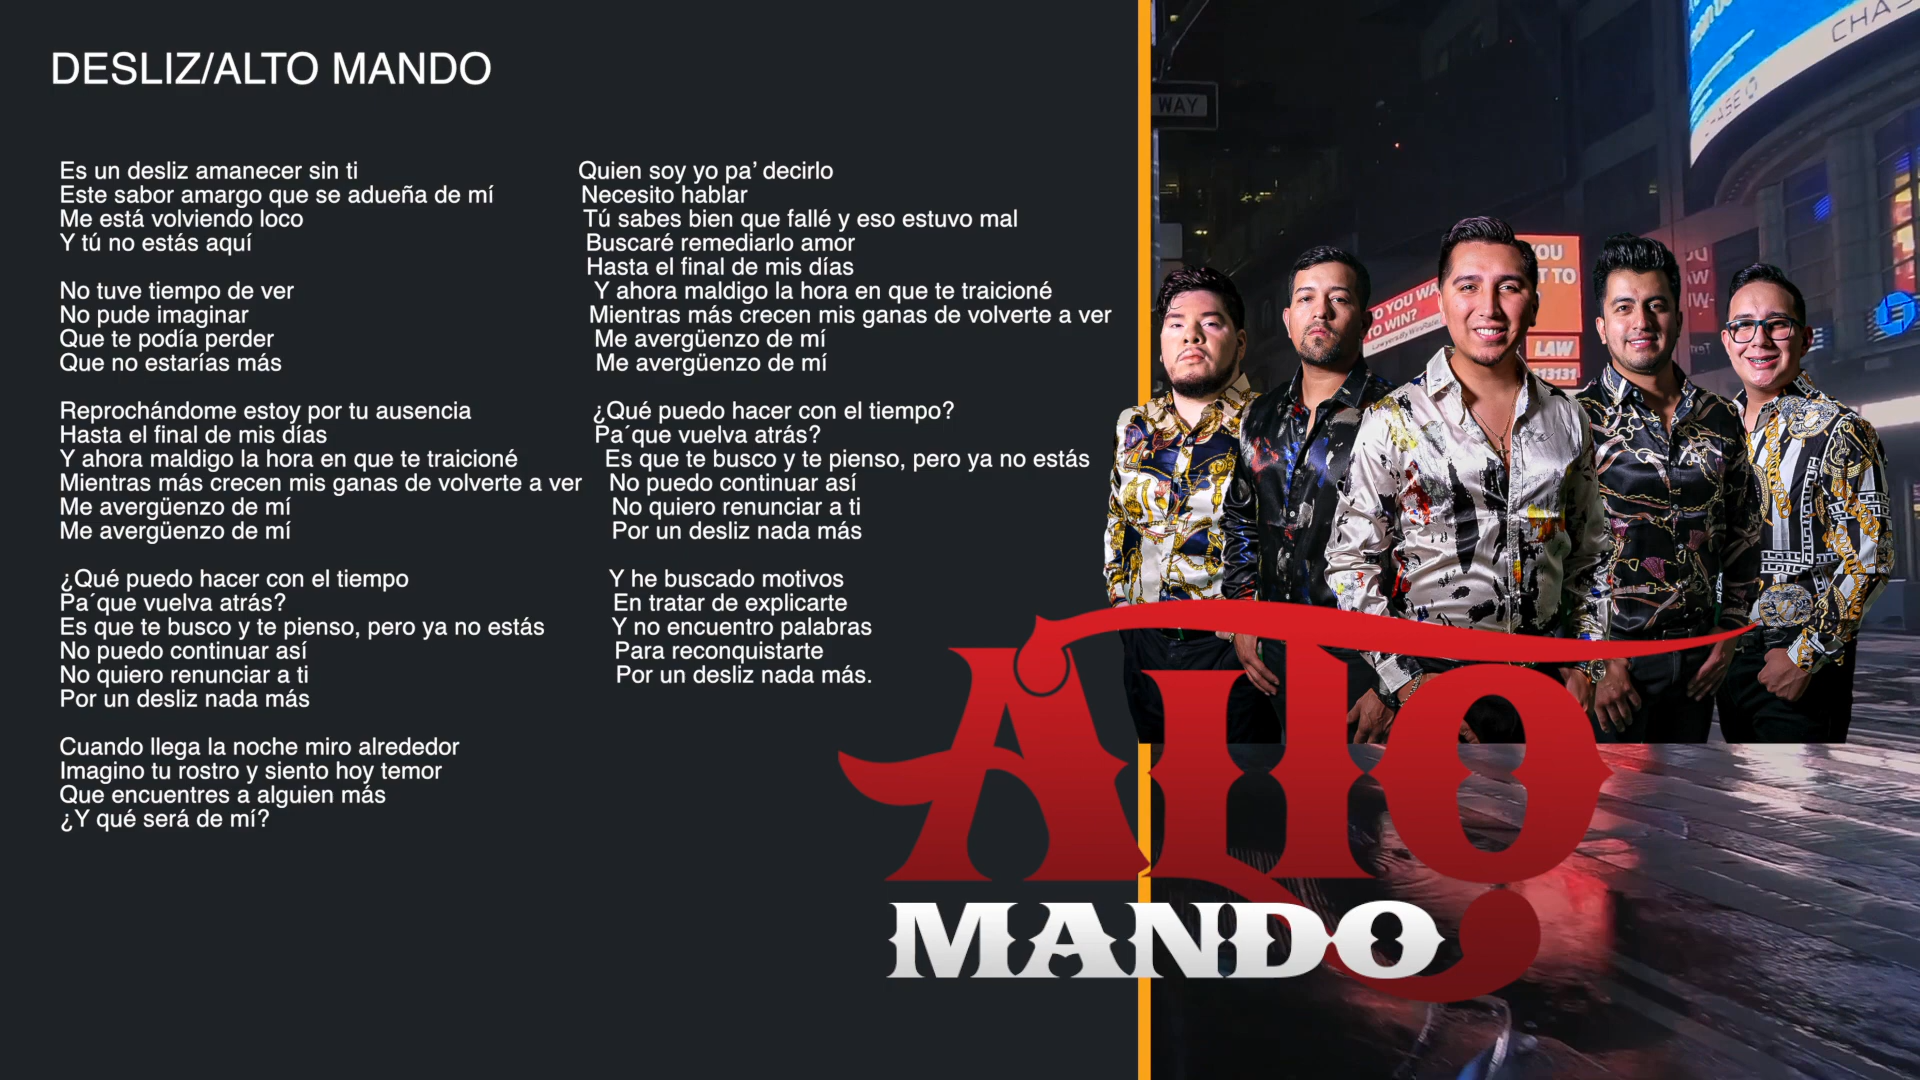 DESLIZ/ALTO MANDO
Es un desliz amanecer sin ti
Este sabor amargo que se adueña de mí
Me está volviendo loco
Y tú no estás aquí
No tuve tiempo de ver
No pude imaginar
Que te podía perder
Que no estarías más
Reprochándome estoy por tu ausencia
Hasta el final de mis días
Y ahora maldigo la hora en que te traicioné
Mientras más crecen mis ganas de volverte a ver
Me avergüenzo de mí
Me avergüenzo de mí
¿Qué puedo hacer con el tiempo
Pa´que vuelva atrás?
Es que te busco y te pienso, pero ya no estás
No puedo continuar así
No quiero renunciar a ti
Por un desliz nada más
Cuando llega la noche miro alrededor
Imagino tu rostro y siento hoy temor
Que encuentres a alguien más
¿Y qué será de mí?
Quien soy yo pa’ decirlo
Necesito hablar
Tú sabes bien que fallé y eso estuvo mal
Buscaré remediarlo amor
Hasta el final de mis días
Y ahora maldigo la hora en que te traicioné
Mientras más crecen mis ganas de volverte a ver
Me avergüenzo de mí
Me avergüenzo de mí
¿Qué puedo hacer con el tiempo?
Pa´que vuelva atrás?
Es que te busco y te pienso, pero ya no estás
No puedo continuar así
No quiero renunciar a ti
Por un desliz nada más
Y he buscado motivos
En tratar de explicarte
Y no encuentro palabras
Para reconquistarte
Por un desliz nada más.
ALTO
MANDO
WAY
CHAS
CHASE
YOU
T TO
O YOU WA
O WIN?
LAW
313131